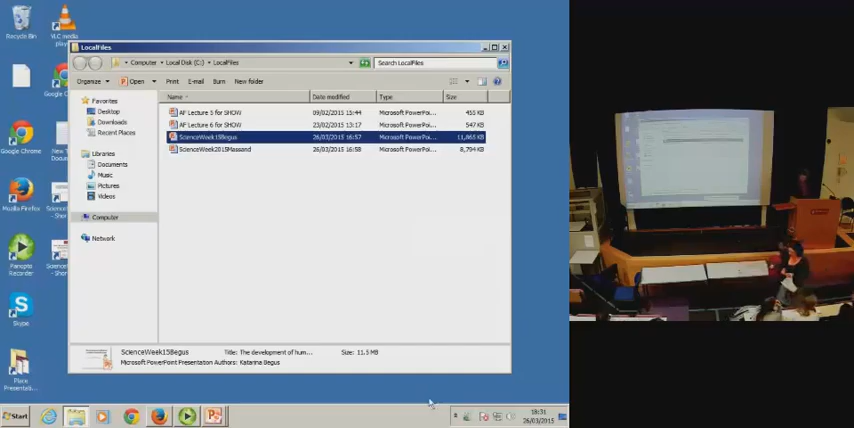 Recycle Bin
VLC media
play
LocalFiles
Computer
Local Disk (C:)
LocalFiles
Search LocalFiles
Organize
Open
Print
E-mail
Burn
New folder
Name
Date modified
Type
Size
Favorites
Desktop
Downloads
Recent Places
Libraries
Documents
Music
Pictures
Videos
Computer
Network
AF Lecture 5 for SHOW 09/02/2015 15:44 Microsoft PowerPoi... 455 KB
AF Lecture 6 for SHOW 23/02/2015 13:17 Microsoft PowerPoi... 547 KB
ScienceWeek15Begus 26/03/2015 16:57 Microsoft PowerPoi...
ScienceWeek2015Massand 26/03/2015 16:58 Microsoft PowerPoi... 8,794 KB
Google Chrome
Mozilla Firefox
Panopto
Recorder
Skype
Place
Presentati...
ScienceWeek15Begus Title: The development of hum... Size: 11.5 MB
Microsoft PowerPoint Presentation Authors: Katarina Begus
Start
18:31
26/03/2015